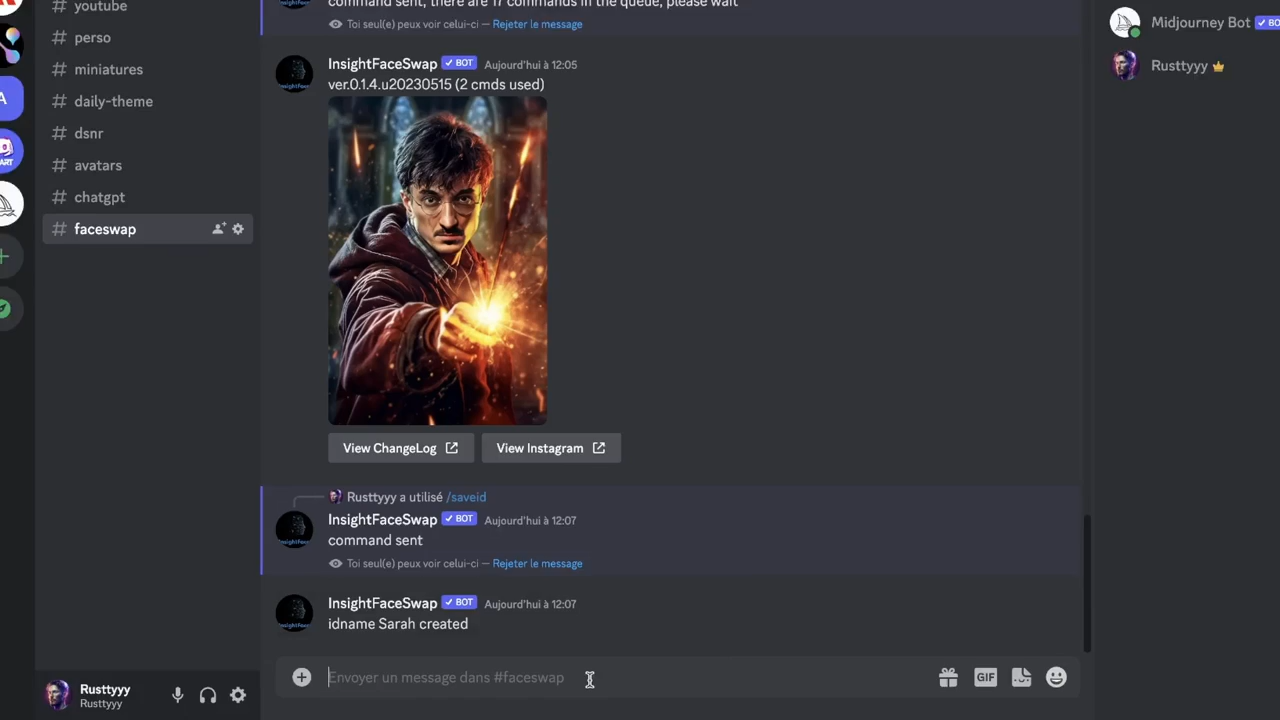 youtube
perso
miniatures
daily-theme
dsnr
avatars
chatgpt
faceswap
Rusttyyy
Rusttyyy
command sent, there are 17 commands in the queue, please wait
Toi seul(e) peux voir celui-ci — Rejeter le message
InsightFaceSwap BOT Aujourd'hui à 12:05
ver.0.1.4.u20230515 (2 cmds used)
View ChangeLog View Instagram
Rusttyyy a utilisé /saveid
InsightFaceSwap BOT Aujourd'hui à 12:07
command sent
Toi seul(e) peux voir celui-ci — Rejeter le message
InsightFaceSwap BOT Aujourd'hui à 12:07
idname Sarah created
Envoyer un message dans #faceswap
GIF
Midjourney Bot BO
Rusttyyy